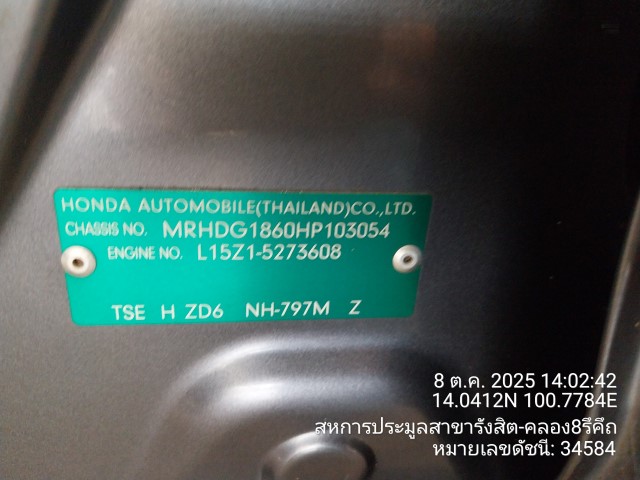 HONDA AUTOMOBILE(THAILAND)CO.,LTD.
CHASSIS NO. MRHDG1860HP103054
ENGINE NO. L15Z1-5273608
TSE H ZD6 NH-797M Z
8 ต.ค. 2025 14:02:42
14.0412N 100.7784E
สหการประมูลสาขารังสิต-คลอง8รีคึถ
หมายเลขดัชนี: 34584